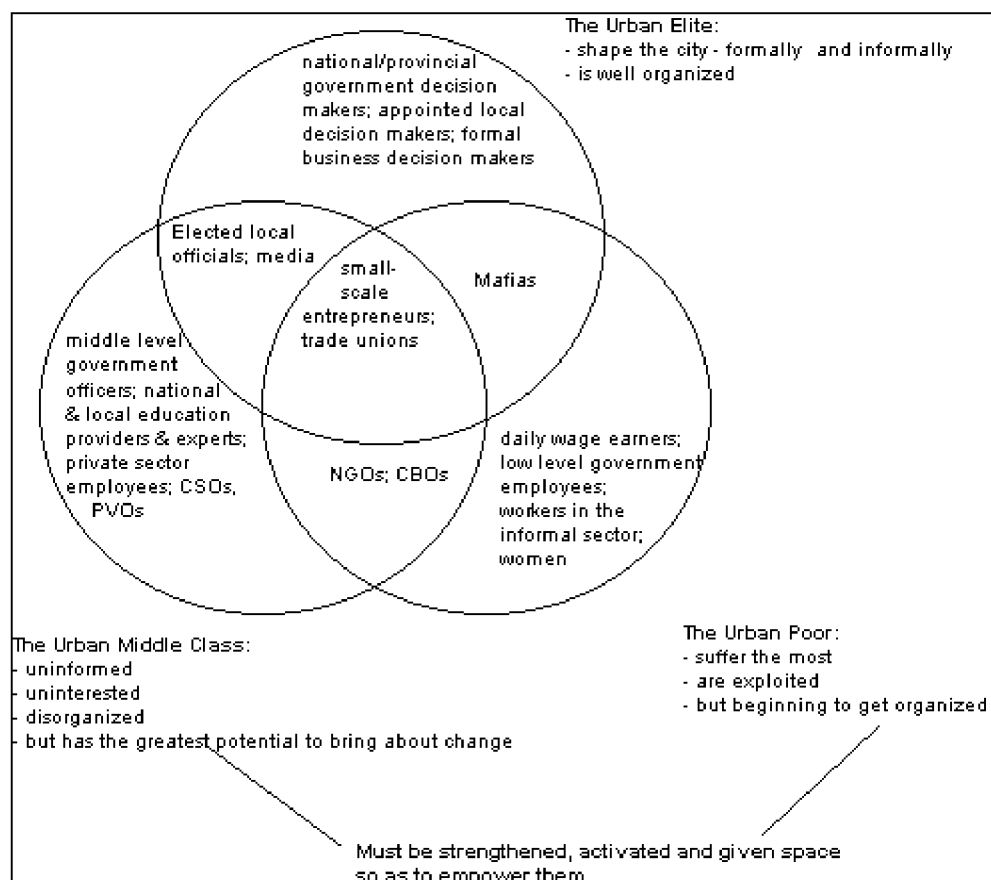 The Urban Elite:
- shape the city - formally and informally
- is well organized
national/provincial
government decision
makers; appointed local
decision makers; formal
business decision makers
Elected local
officials; media
small-
scale
entrepreneurs;
trade unions
Mafias
middle level
government
officers; national
& local education
providers & experts;
private sector
employees; CSOs,
PVOs
NGOs; CBOs
daily wage earners;
low level government
employees;
workers in the
informal sector;
women
The Urban Middle Class:
- uninformed
- uninterested
- disorganized
- but has the greatest potential to bring about change
The Urban Poor:
- suffer the most
- are exploited
- but beginning to get organized
Must be strengthened, activated and given space
so as to empower them